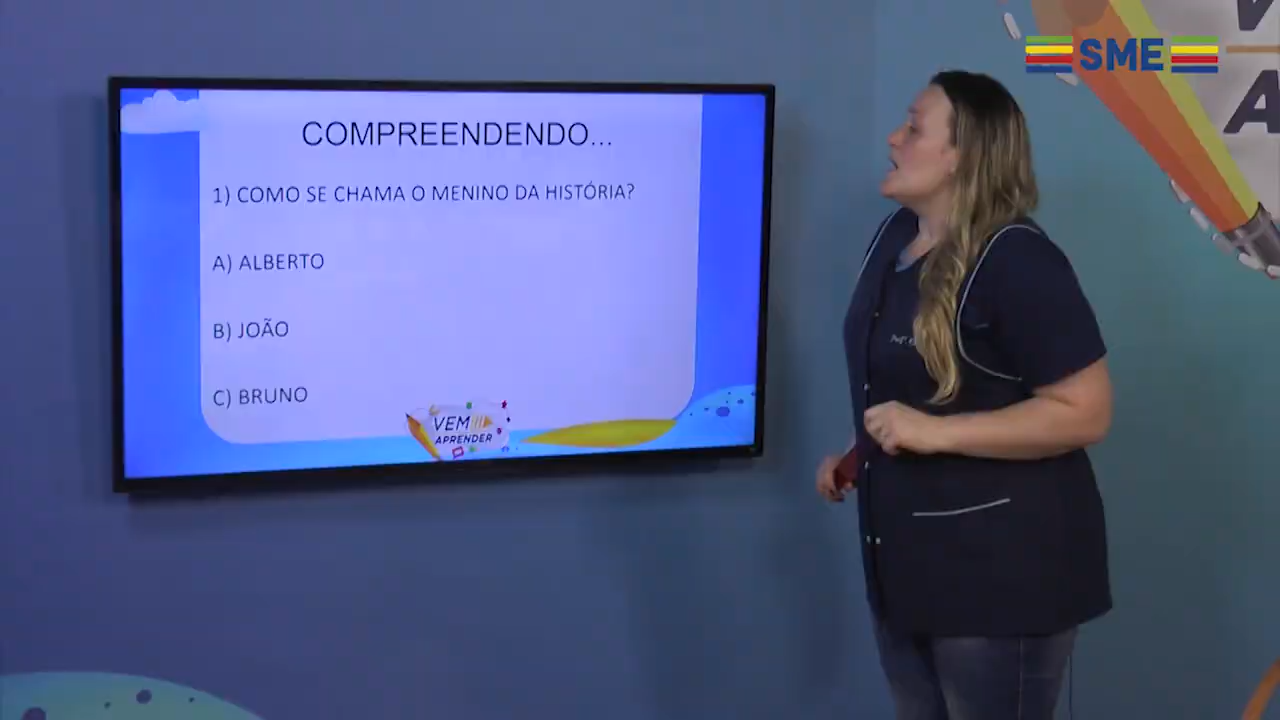 SME
COMPREENDENDO...
1) COMO SE CHAMA O MENINO DA HISTÓRIA?
A) ALBERTO
B) JOÃO
C) BRUNO
VEM
APRENDER